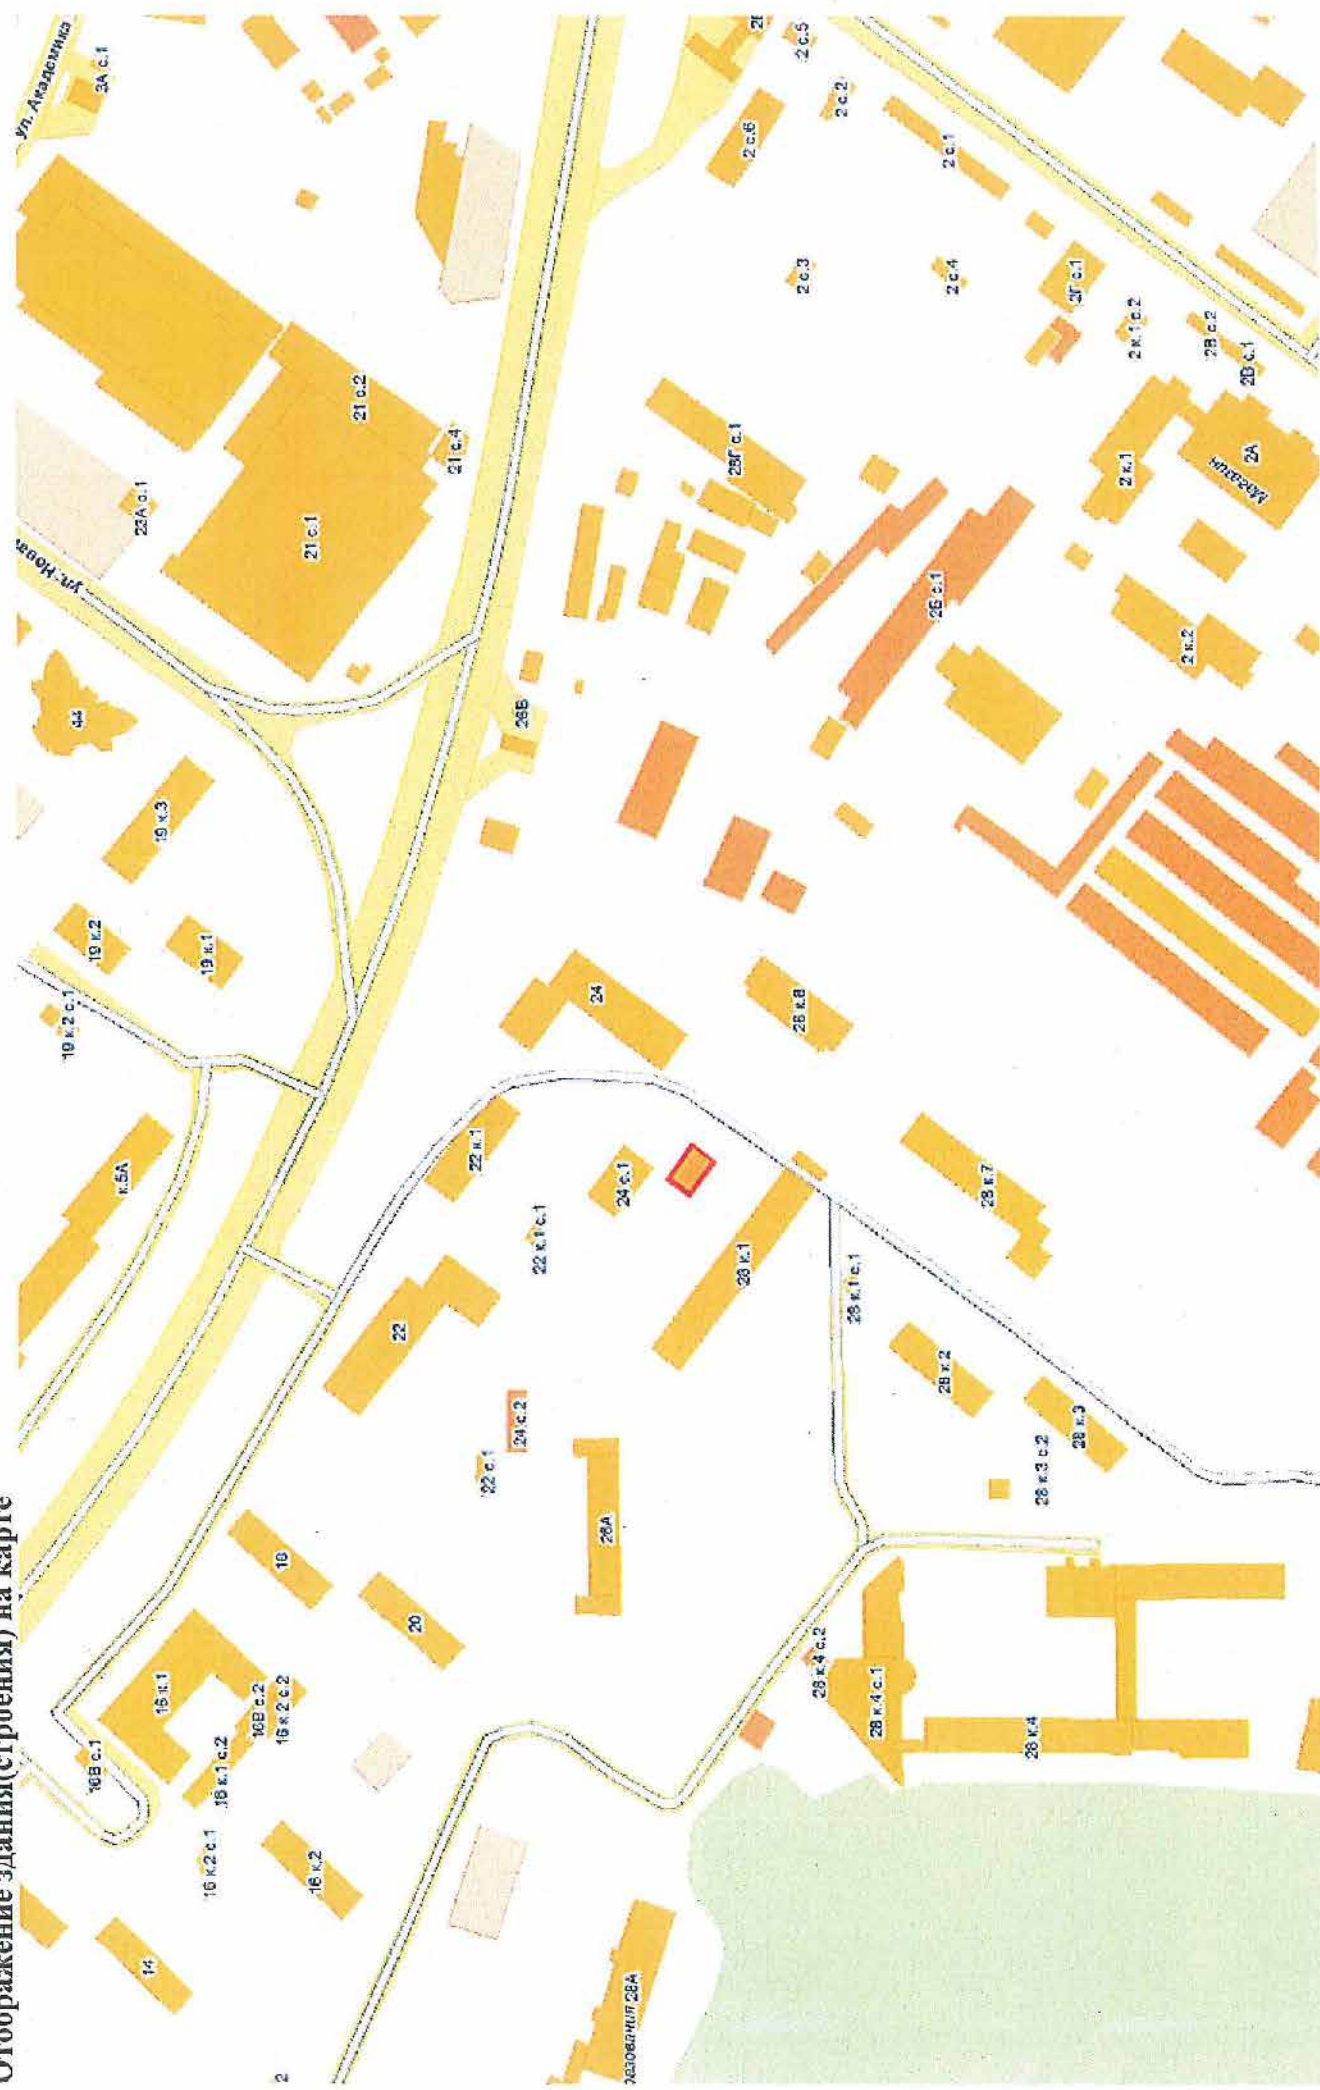 Отображение здания(строения) на карте
14
16 к.2 с.1
16 к.2
16В с.1
16 к.1
16 к.1 с.2
16В с.2
16 к.2 с.2
18
20
22 с.1
24 с.2
26А
22
22 к.1 с.1
22 к.1
24 с.1
24
28 к.1
28 к.1 с.1
28 к.8
28 к.7
28 к.2
28 к.3
28 к.3 с.2
28 к.4 с.2
28 к.4 с.1
28 к.4
28А
2
к.5А
19 к.2 с.1
19 к.2
19 к.1
19 к.3
44
ул. Новат
23А с.1
21 с.1
21 с.2
21 с.4
ул. Академика
3А с.1
26В
28Г с.1
2Б с.1
2 к.2
2 к.1
2А
Магазин
2В с.1
2В с.2
2 к.1 с.2
2Г с.1
2 с.4
2 с.3
2 с.1
2 с.6
2 с.2
2 с.5